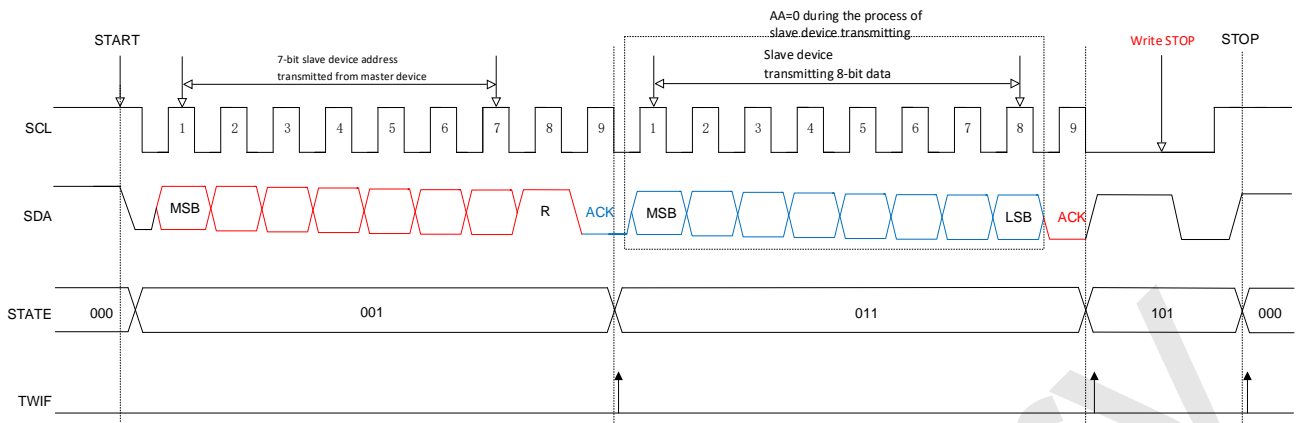 AA=0 during the process of
slave device transmitting
START
7-bit slave device address
transmitted from master device
Slave device
transmitting 8-bit data
Write STOP
STOP
SCL
1 2 3 4 5 6 7 8 9 1 2 3 4 5 6 7 8 9
SDA
MSB R ACK MSB LSB ACK
STATE
000 001 011 101 000
TWIF